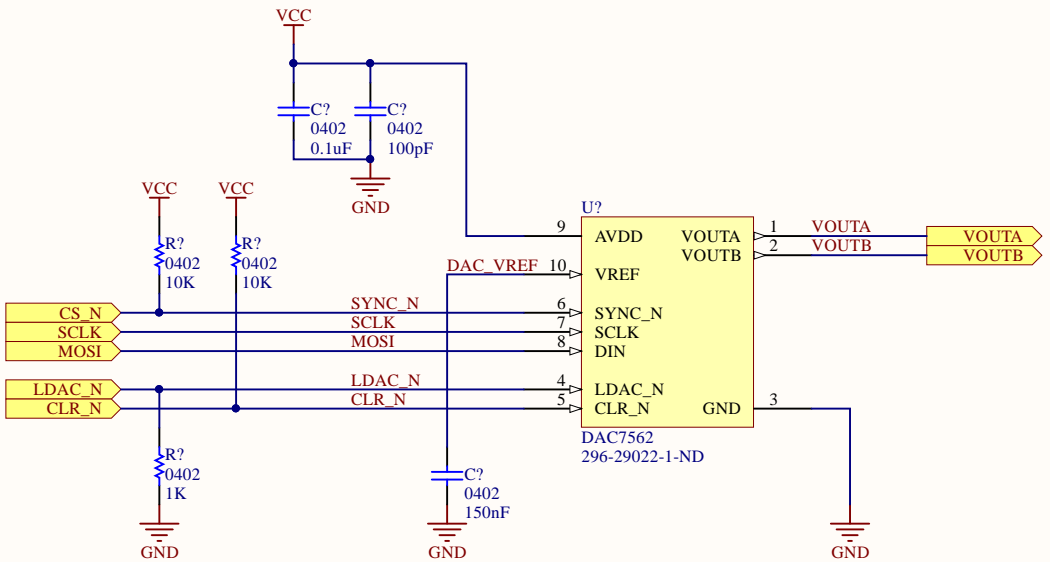 VCC
C?
0402
0.1uF
C?
0402
100pF
GND
VCC
VCC
R?
0402
10K
R?
0402
10K
U?
9
AVDD
VOUTA
1
VOUTA
VOUTA
VOUTB
2
VOUTB
VOUTB
DAC_VREF
10
VREF
CS_N
SYNC_N
6
SYNC_N
SCLK
SCLK
7
SCLK
MOSI
MOSI
8
DIN
LDAC_N
LDAC_N
4
LDAC_N
CLR_N
CLR_N
5
CLR_N
GND
3
DAC7562
296-29022-1-ND
R?
0402
1K
C?
0402
150nF
GND
GND
GND